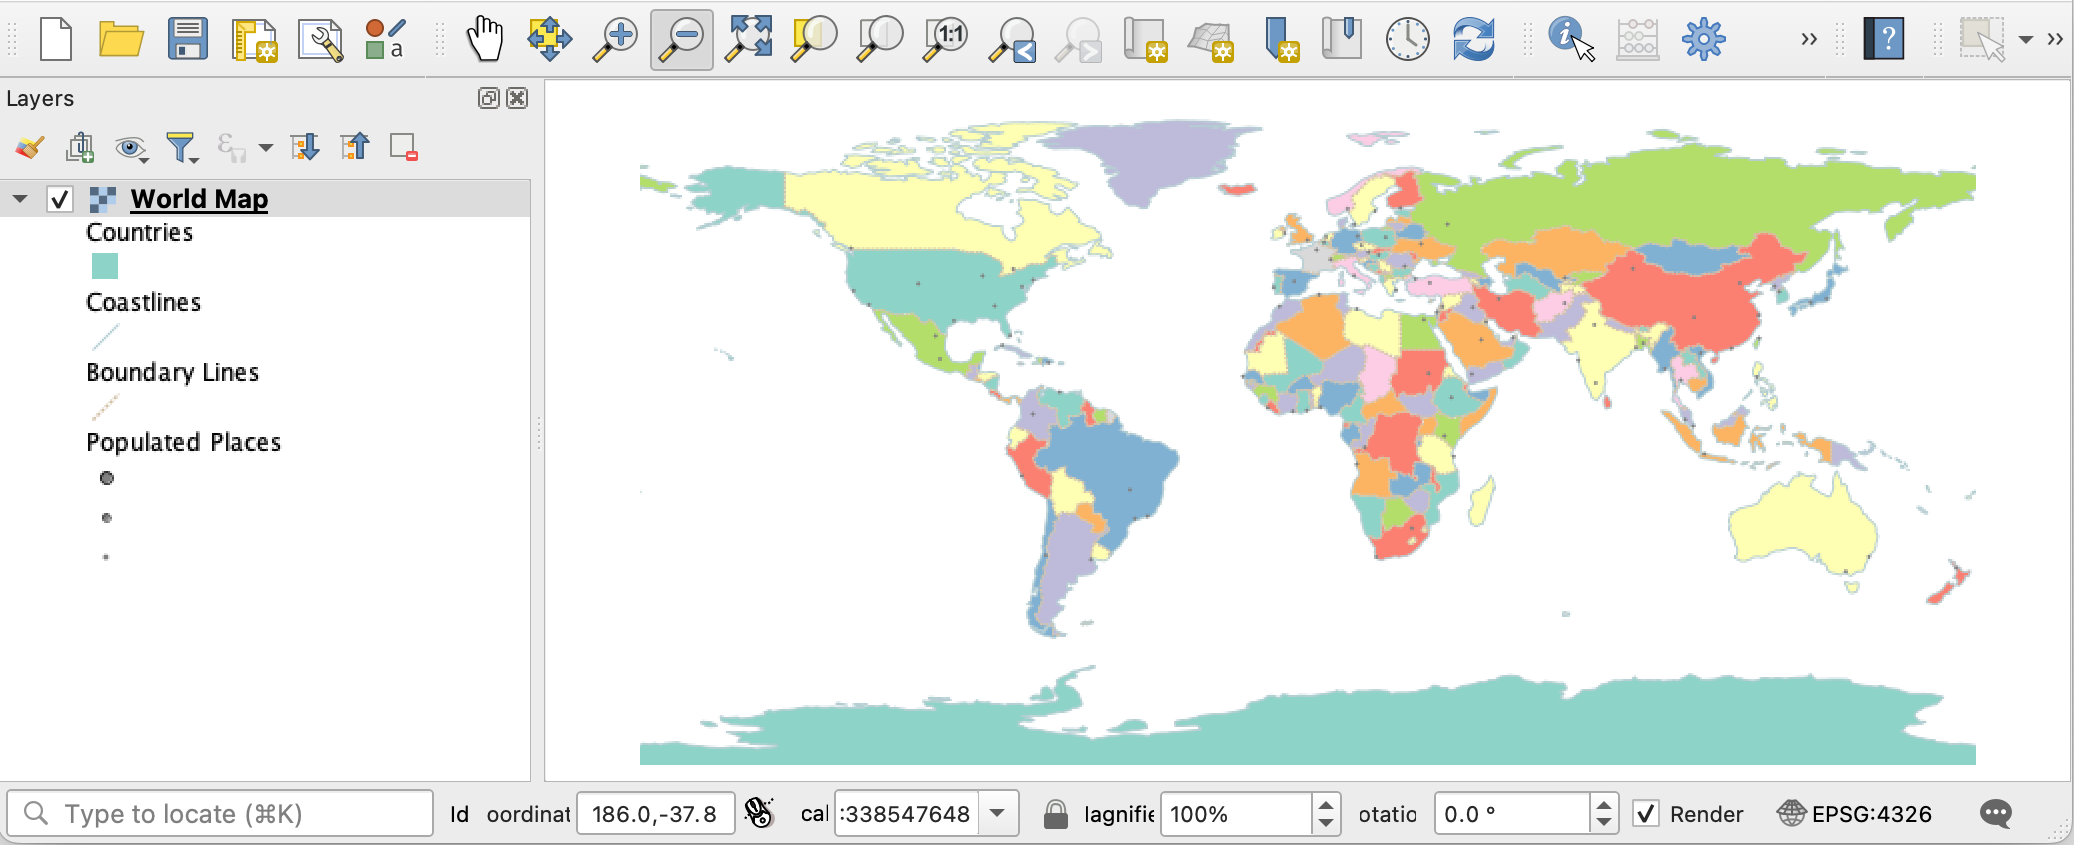 a
1:1
i
?
Layers
ε
World Map
Countries
Coastlines
Boundary Lines
Populated Places
Type to locate (⌘K)
ld
oordinat
186.0,-37.8
cal
:338547648
lagnifie
100%
otatio
0.0 °
Render
EPSG:4326